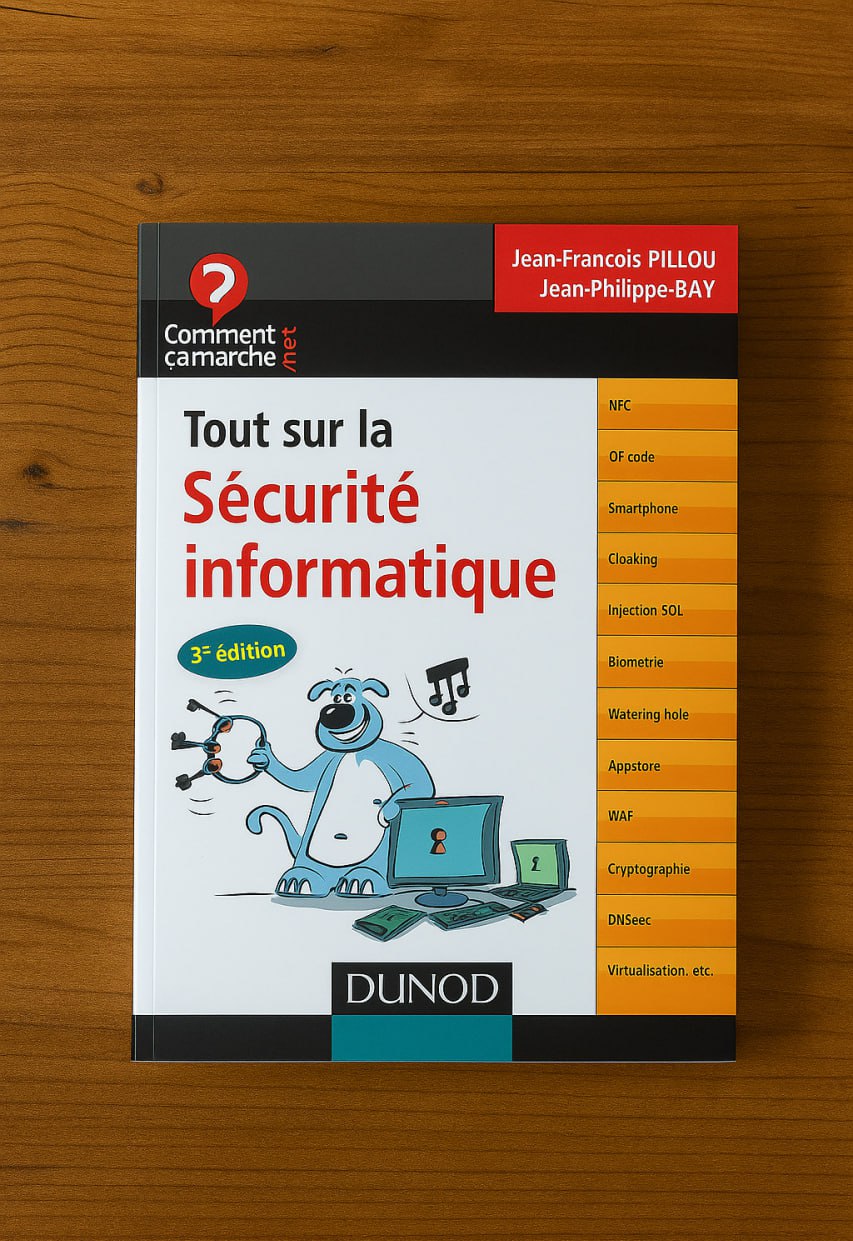 Jean-Francois PILLOU
Jean-Philippe-BAY
?
Comment
çamarche
/net
Tout sur la
Sécurité
informatique
3e édition
NFC
OF code
Smartphone
Cloaking
Injection SOL
Biometrie
Watering hole
Appstore
WAF
Cryptographie
DNSeec
Virtualisation. etc.
DUNOD